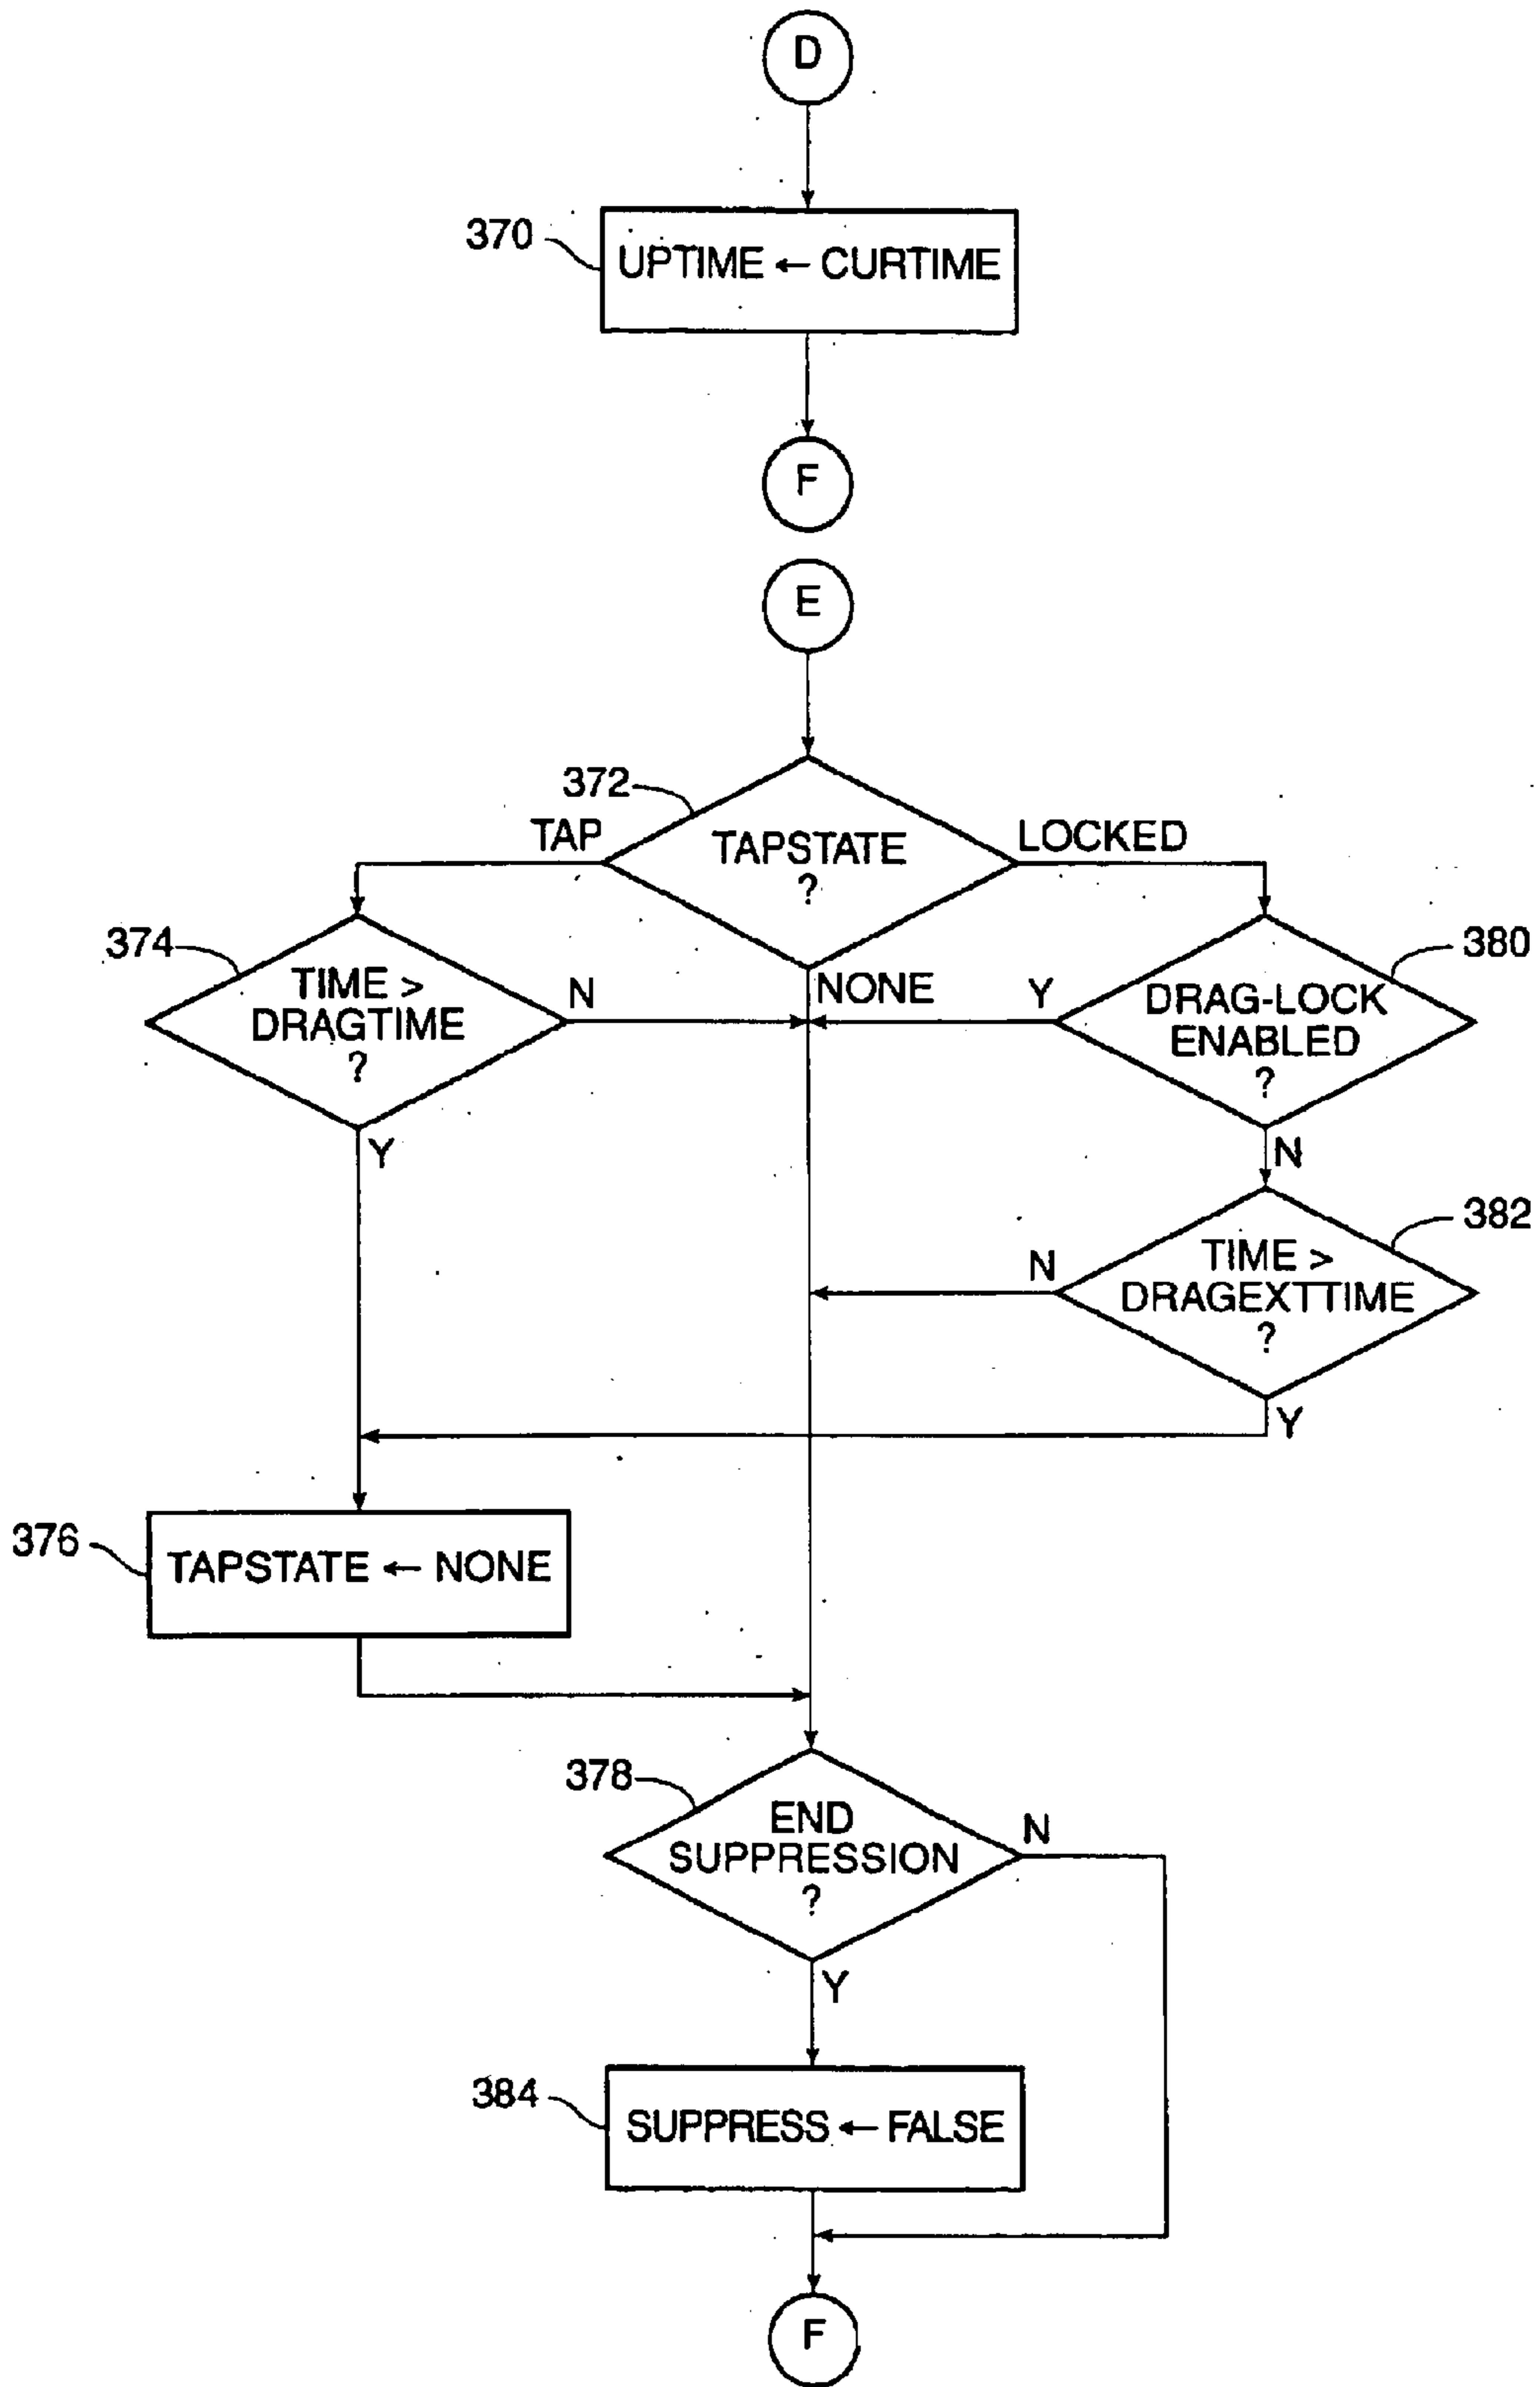 D
370
UPTIME ← CURTIME
F
E
372
TAP
TAPSTATE
?
LOCKED
374
TIME >
DRAGTIME
?
N
NONE
Y
DRAG-LOCK
ENABLED
?
380
Y
N
382
N
TIME >
DRAGEXTTIME
?
Y
376
TAPSTATE ← NONE
378
END
SUPPRESSION
?
N
Y
384
SUPPRESS ← FALSE
F